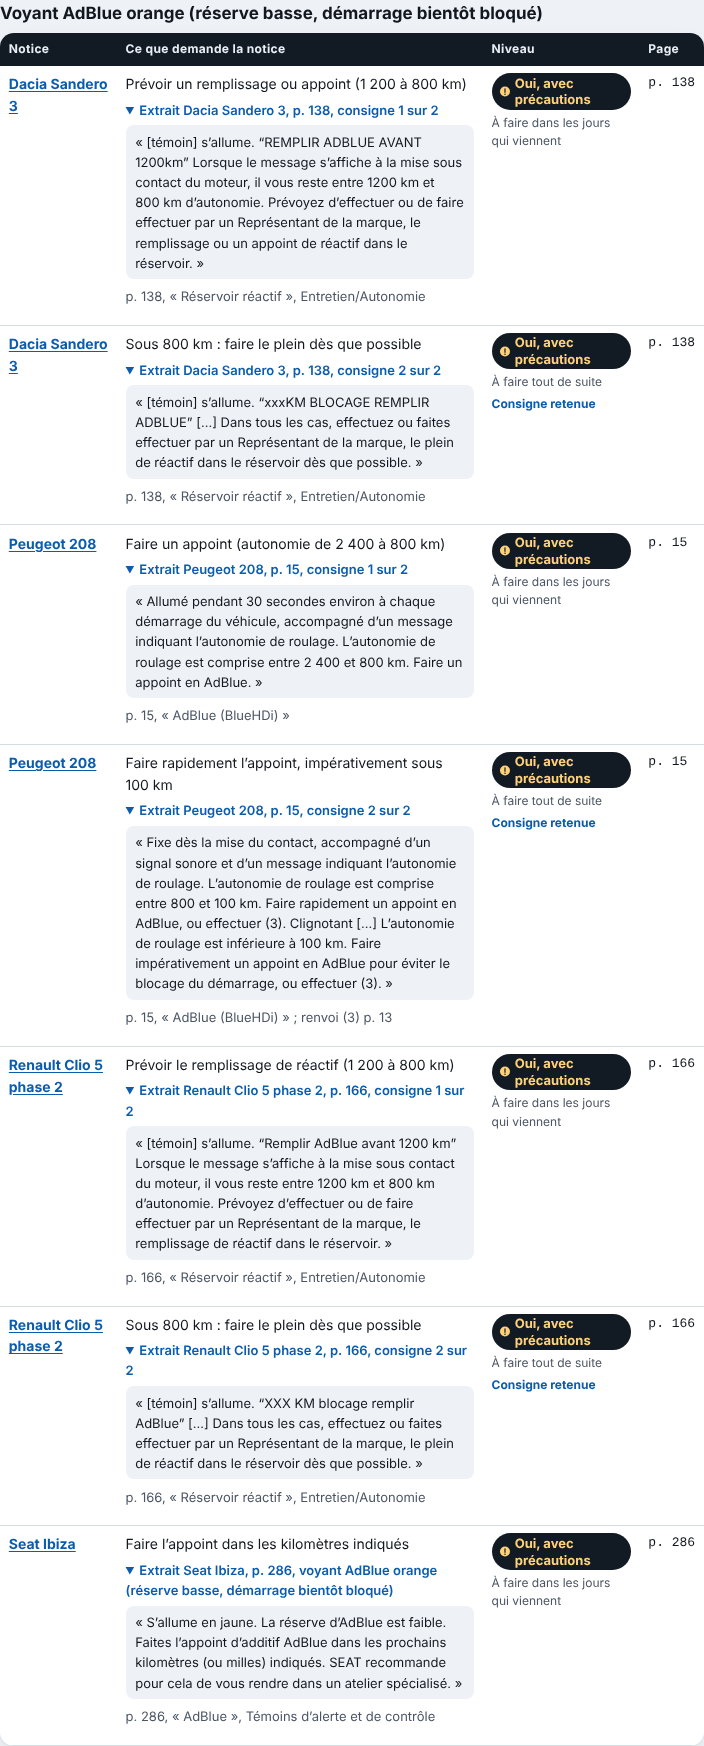 Voyant AdBlue orange (réserve basse, démarrage bientôt bloqué)
Notice Ce que demande la notice Niveau Page
Dacia Sandero 3
Prévoir un remplissage ou appoint (1 200 à 800 km)
▼ Extrait Dacia Sandero 3, p. 138, consigne 1 sur 2
« [témoin] s’allume. “REMPLIR ADBLUE AVANT
1200km” Lorsque le message s’affiche à la mise sous
contact du moteur, il vous reste entre 1200 km et
800 km d’autonomie. Prévoyez d’effectuer ou de faire
effectuer par un Représentant de la marque, le
remplissage ou un appoint de réactif dans le
réservoir. »
p. 138, « Réservoir réactif », Entretien/Autonomie
Oui, avec
précautions
À faire dans les jours
qui viennent
p. 138
Dacia Sandero
3
Sous 800 km : faire le plein dès que possible
▼ Extrait Dacia Sandero 3, p. 138, consigne 2 sur 2
« [témoin] s’allume. “xxxKM BLOCAGE REMPLIR
ADBLUE” [...] Dans tous les cas, effectuez ou faites
effectuer par un Représentant de la marque, le plein
de réactif dans le réservoir dès que possible. »
p. 138, « Réservoir réactif », Entretien/Autonomie
Oui, avec
précautions
À faire tout de suite
Consigne retenue
p. 138
Peugeot 208
Faire un appoint (autonomie de 2 400 à 800 km)
▼ Extrait Peugeot 208, p. 15, consigne 1 sur 2
« Allumé pendant 30 secondes environ à chaque
démarrage du véhicule, accompagné d’un message
indiquant l’autonomie de roulage. L’autonomie de
roulage est comprise entre 2 400 et 800 km. Faire un
appoint en AdBlue. »
p. 15, « AdBlue (BlueHDi) »
Oui, avec
précautions
À faire dans les jours
qui viennent
p. 15
Peugeot 208
Faire rapidement l’appoint, impérativement sous
100 km
▼ Extrait Peugeot 208, p. 15, consigne 2 sur 2
« Fixe dès la mise du contact, accompagné d’un
signal sonore et d’un message indiquant l’autonomie
de roulage. L’autonomie de roulage est comprise
entre 800 et 100 km. Faire rapidement un appoint en
AdBlue, ou effectuer (3). Clignotant [...] L’autonomie
de roulage est inférieure à 100 km. Faire
impérativement un appoint en AdBlue pour éviter le
blocage du démarrage, ou effectuer (3). »
p. 15, « AdBlue (BlueHDi) » ; renvoi (3) p. 13
Oui, avec
précautions
À faire tout de suite
Consigne retenue
p. 15
Renault Clio 5
phase 2
Prévoir le remplissage de réactif (1 200 à 800 km)
▼ Extrait Renault Clio 5 phase 2, p. 166, consigne 1 sur
2
« [témoin] s’allume. “Remplir AdBlue avant 1200 km”
Lorsque le message s’affiche à la mise sous contact
du moteur, il vous reste entre 1200 km et 800 km
d’autonomie. Prévoyez d’effectuer ou de faire
effectuer par un Représentant de la marque, le
remplissage de réactif dans le réservoir. »
p. 166, « Réservoir réactif », Entretien/Autonomie
Oui, avec
précautions
À faire dans les jours
qui viennent
p. 166
Renault Clio 5
phase 2
Sous 800 km : faire le plein dès que possible
▼ Extrait Renault Clio 5 phase 2, p. 166, consigne 2 sur
2
« [témoin] s’allume. “XXX KM blocage remplir
AdBlue” [...] Dans tous les cas, effectuez ou faites
effectuer par un Représentant de la marque, le plein
de réactif dans le réservoir dès que possible. »
p. 166, « Réservoir réactif », Entretien/Autonomie
Oui, avec
précautions
À faire tout de suite
Consigne retenue
p. 166
Seat Ibiza
Faire l’appoint dans les kilomètres indiqués
▼ Extrait Seat Ibiza, p. 286, voyant AdBlue orange
(réserve basse, démarrage bientôt bloqué)
« S’allume en jaune. La réserve d’AdBlue est faible.
Faites l’appoint d’additif AdBlue dans les prochains
kilomètres (ou milles) indiqués. SEAT recommande
pour cela de vous rendre dans un atelier spécialisé. »
p. 286, « AdBlue », Témoins d’alerte et de contrôle
Oui, avec
précautions
À faire dans les jours
qui viennent
p. 286